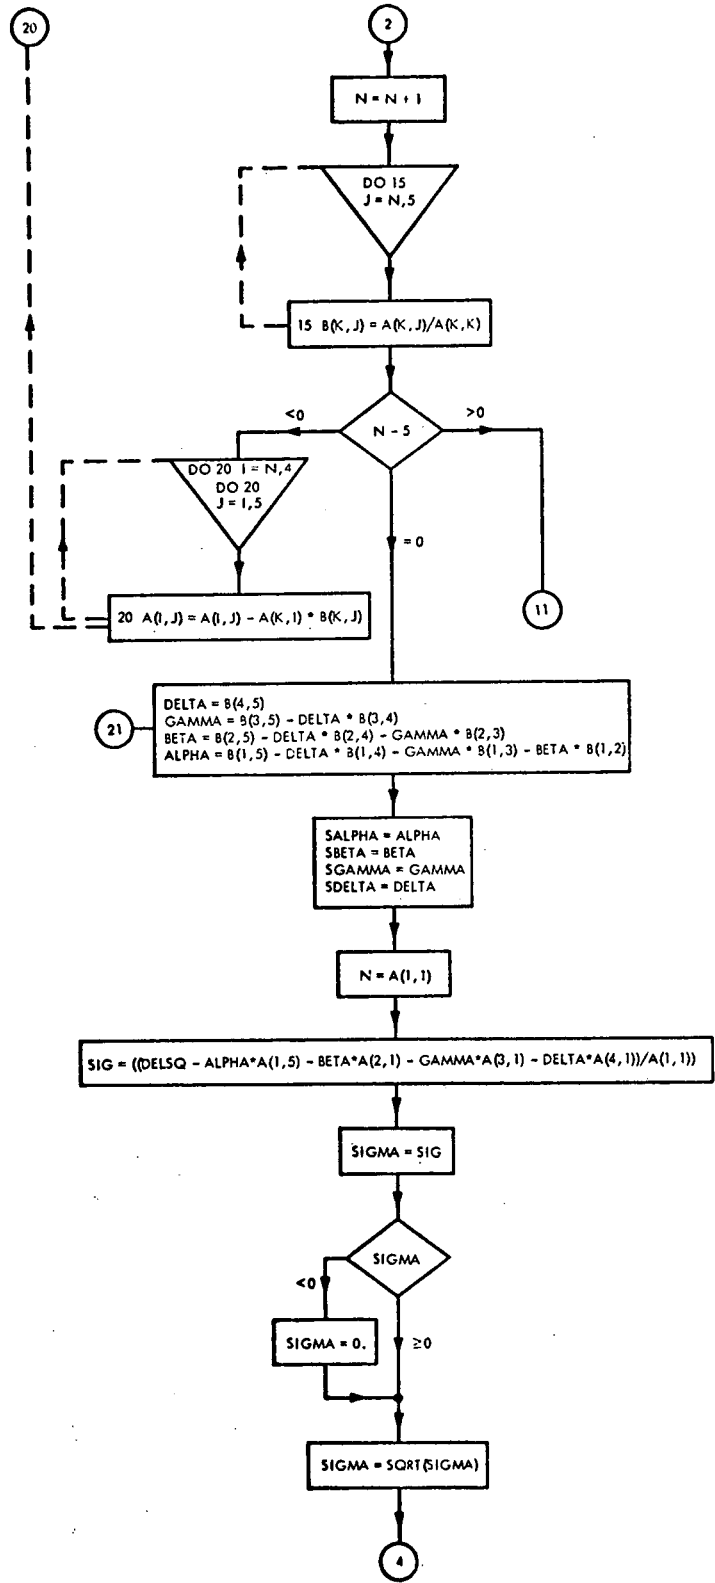 20
2
N = N + 1
DO 15
J = N,5
15 B(K,J) = A(K,J)/A(K,K)
<0
N - 5
>0
DO 20 I = N,4
DO 20
J = I,5
= 0
20 A(I,J) = A(I,J) - A(K,I) * B(K,J)
11
21
DELTA = B(4,5)
GAMMA = B(3,5) - DELTA * B(3,4)
BETA = B(2,5) - DELTA * B(2,4) - GAMMA * B(2,3)
ALPHA = B(1,5) - DELTA * B(1,4) - GAMMA * B(1,3) - BETA * B(1,2)
SALPHA = ALPHA
SBETA = BETA
SGAMMA = GAMMA
SDELTA = DELTA
N = A(1,1)
SIG = ((DELSQ - ALPHA*A(1,5) - BETA*A(2,1) - GAMMA*A(3,1) - DELTA*A(4,1))/A(1,1))
SIGMA = SIG
SIGMA
<0
SIGMA = 0.
≥0
SIGMA = SQRT(SIGMA)
4